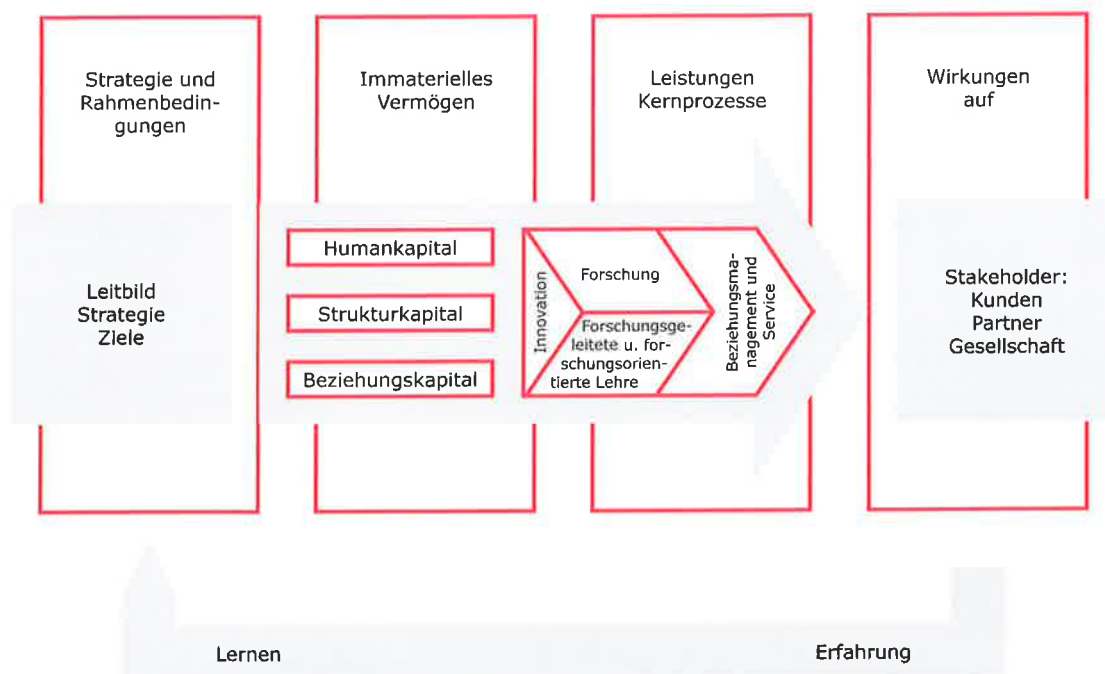 Strategie und
Rahmenbedin-
gungen
Immaterielles
Vermögen
Leistungen
Kernprozesse
Wirkungen
auf
Leitbild
Strategie
Ziele
Humankapital
Strukturkapital
Beziehungskapital
Innovation
Forschung
Forschungsge-
leitete u. for-
schungsorien-
tierte Lehre
Beziehungsma-
nagement und
Service
Stakeholder:
Kunden
Partner
Gesellschaft
Lernen
Erfahrung